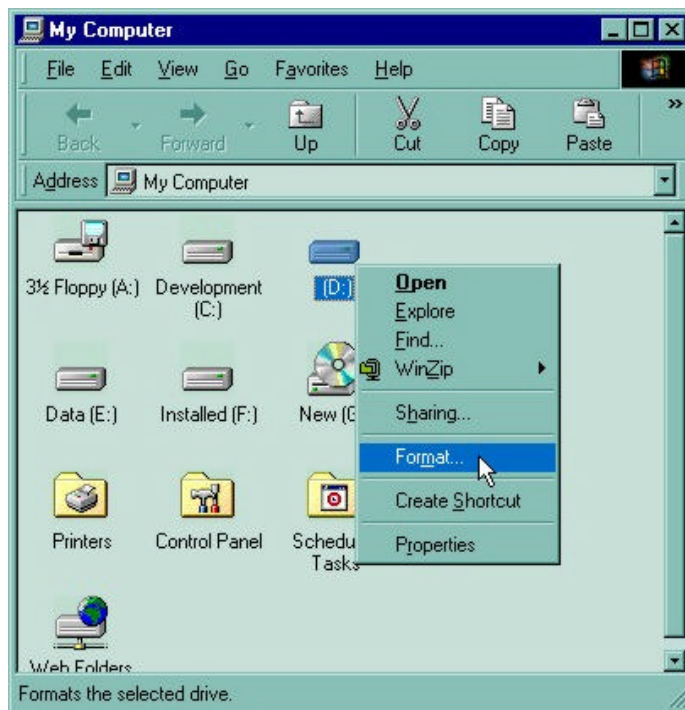 My Computer
File Edit View Go Favorites Help
Back Forward Up Cut Copy Paste »
Address My Computer
3½ Floppy (A:) Development (C:) (D:)
Data (E:) Installed (F:) New (G
Printers Control Panel Schedu
Tasks
Web Folders
Open
Explore
Find...
WinZip
Sharing...
Format...
Create Shortcut
Properties
Formats the selected drive.